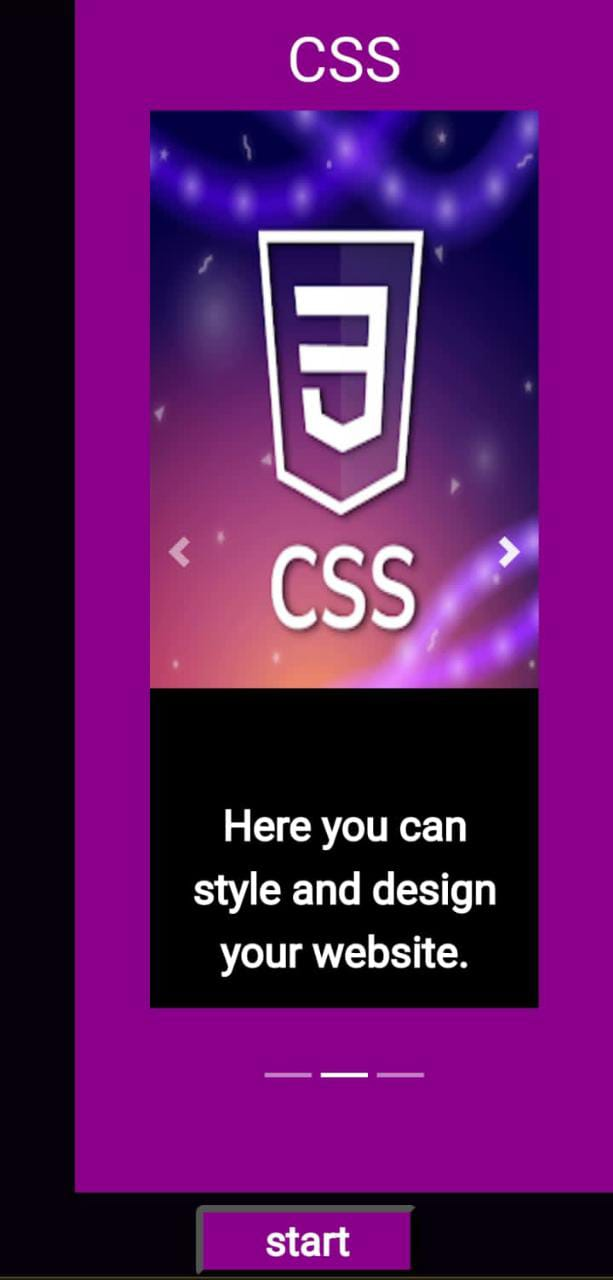 CSS
3
CSS
Here you can
style and design
your website.
start